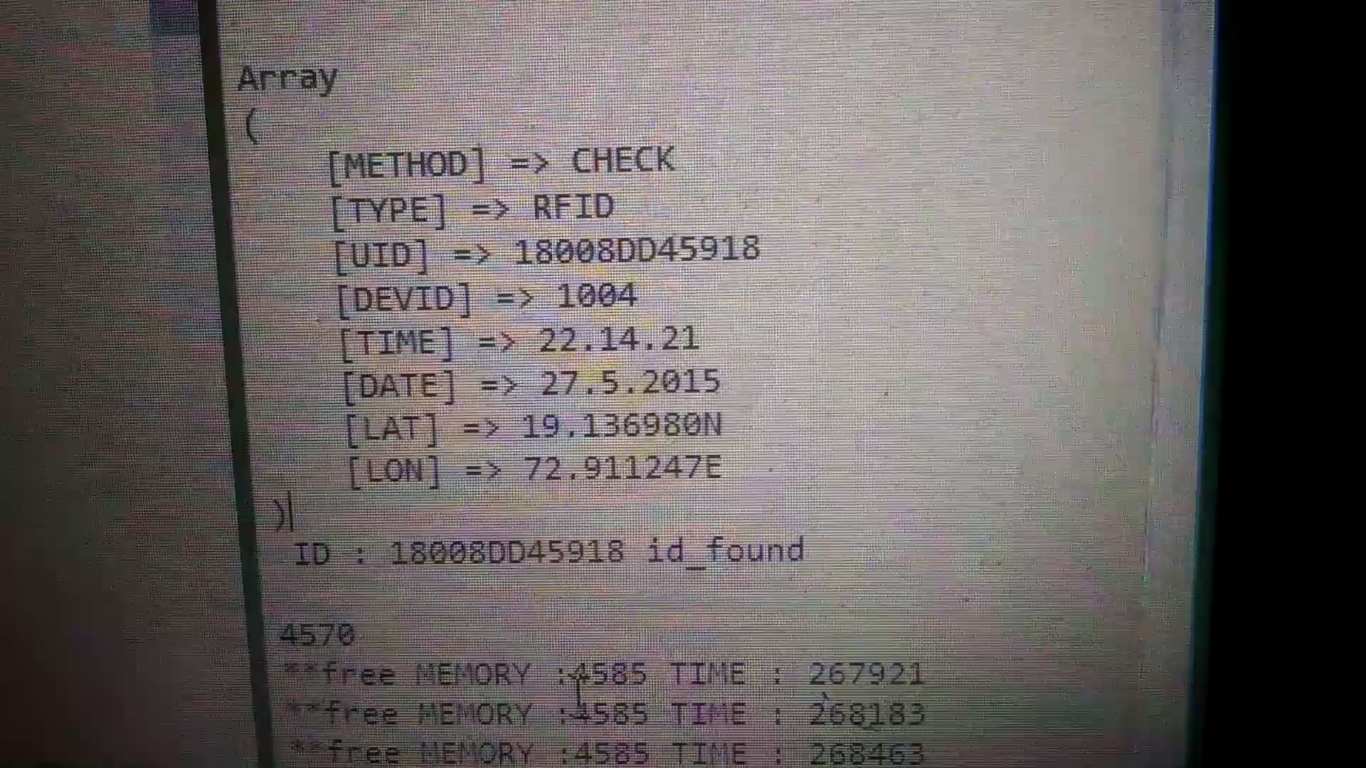 Array
(
[METHOD] => CHECK
[TYPE] => RFID
[UID] => 18008DD45918
[DEVID] => 1004
[TIME] => 22.14.21
[DATE] => 27.5.2015
[LAT] => 19.136980N
[LON] => 72.911247E
)
ID : 18008DD45918 id_found
4570
**free MEMORY :4585 TIME : 267921
**free MEMORY :4585 TIME : 268183
**free MEMORY :4585 TIME : 268463